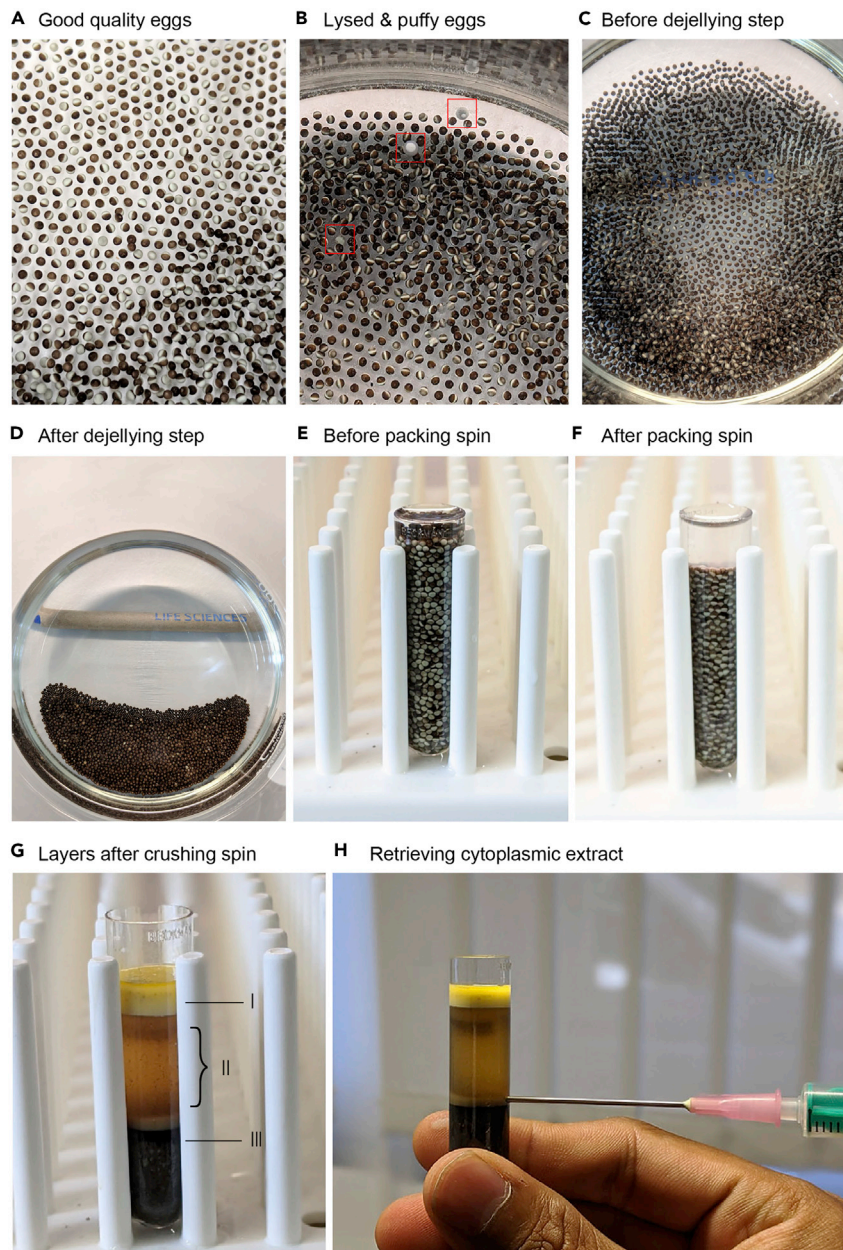 A Good quality eggs
B Lysed & puffy eggs
C Before dejellying step
D After dejellying step
LIFE SCIENCES
E Before packing spin
F After packing spin
G Layers after crushing spin
I
II
III
H Retrieving cytoplasmic extract